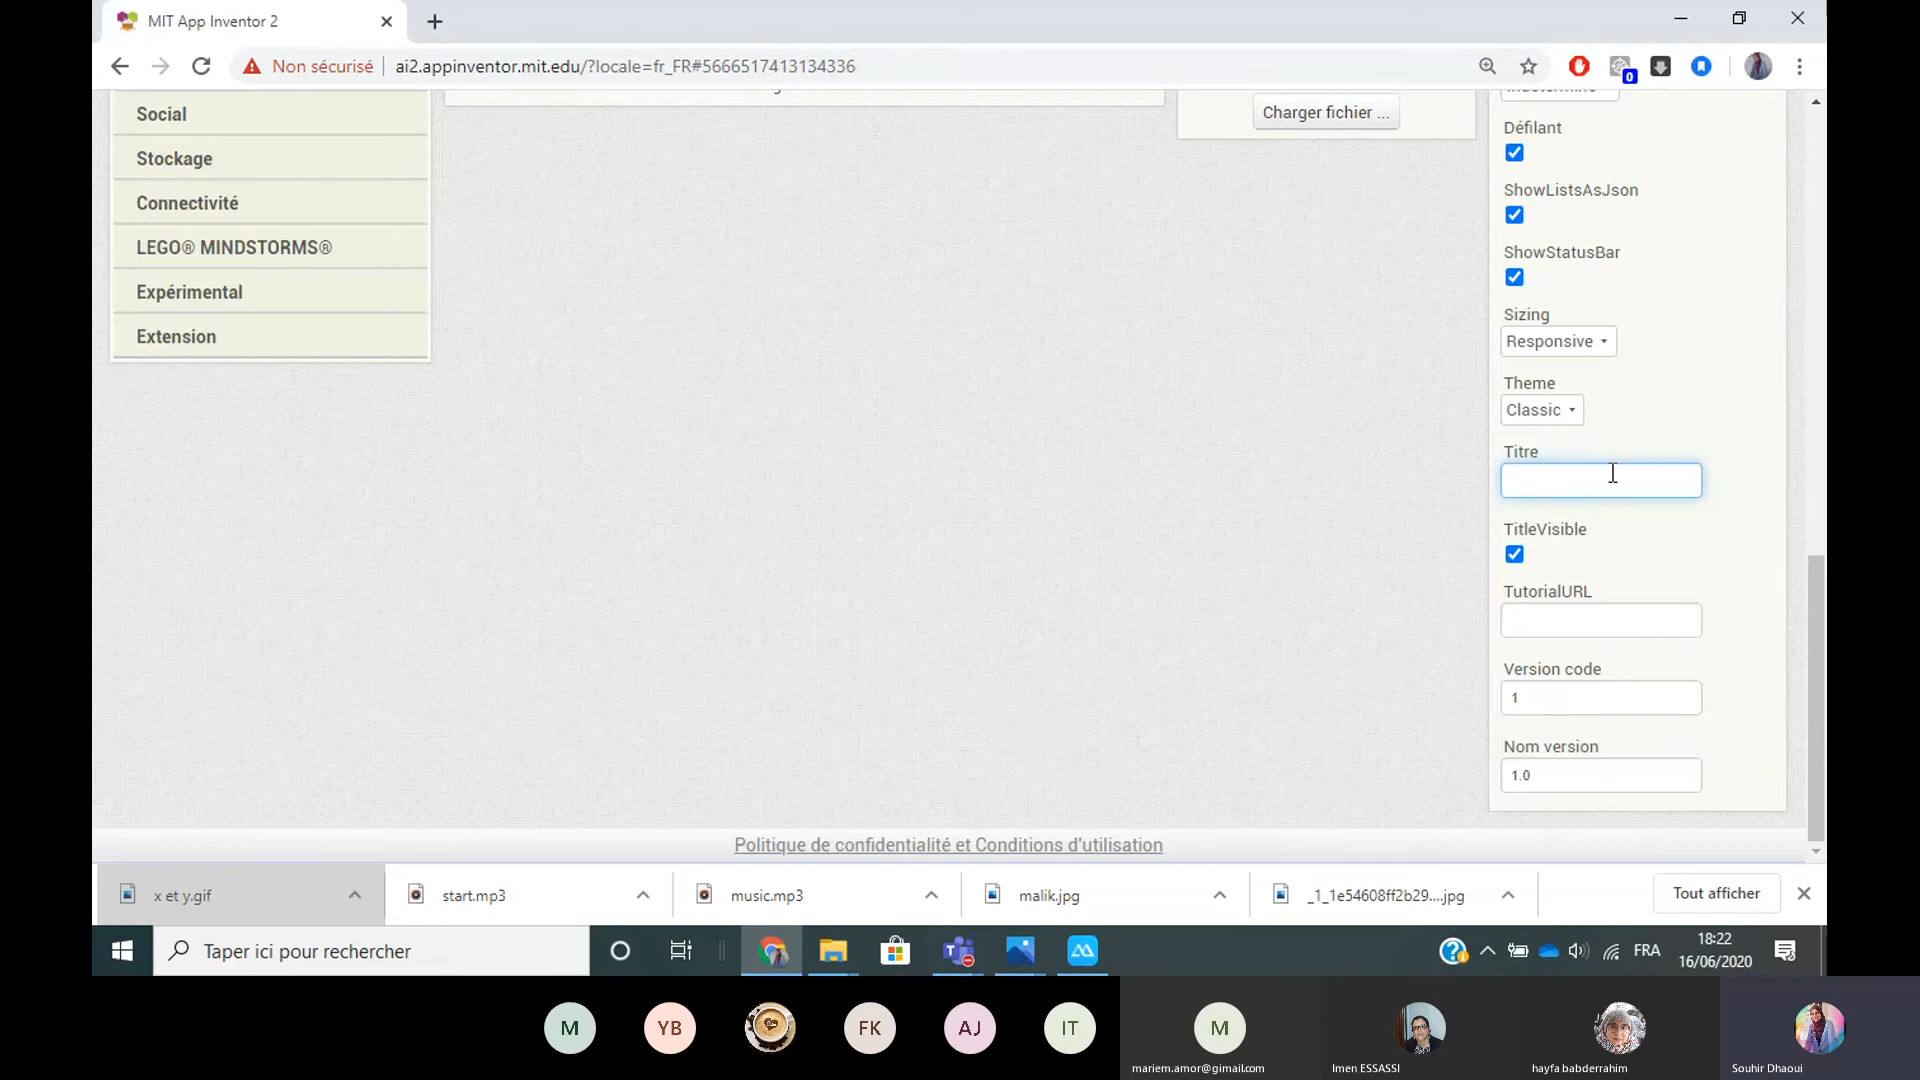 MIT App Inventor 2
Non sécurisé
ai2.appinventor.mit.edu/?locale=fr_FR#5666517413134336
0
Social
Stockage
Connectivité
LEGO® MINDSTORMS®
Expérimental
Extension
Charger fichier ...
Défilant
ShowListsAsJson
ShowStatusBar
Sizing
Responsive
Theme
Classic
Titre
TitleVisible
TutorialURL
Version code
1
Nom version
1.0
Politique de confidentialité et Conditions d'utilisation
x et y.gif
start.mp3
music.mp3
malik.jpg
_1_1e54608ff2b29....jpg
Tout afficher
Taper ici pour rechercher
FRA
18:22
16/06/2020
M
YB
FK
AJ
IT
M
mariem.amor@gimail.com
Imen ESSASSI
hayfa babderrahim
Souhir Dhaoui